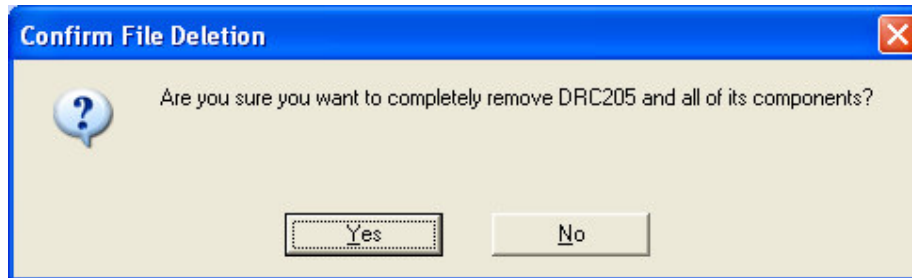 Confirm File Deletion
Are you sure you want to completely remove DRC205 and all of its components?
Yes
No